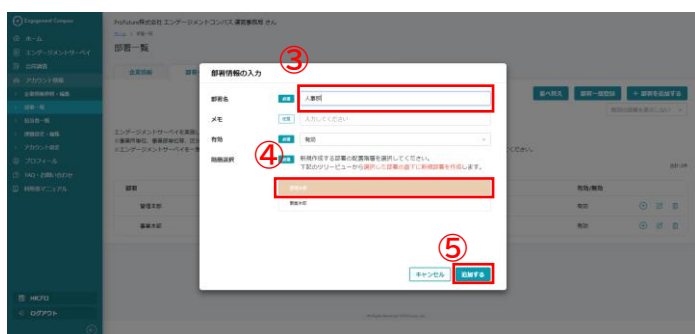 Engagement Compass
ProFuture株式会社 エンゲージメントコンパス 運営事務局 さん
ホーム
部署一覧
エンゲージメントサーベイ
アカウント情報
企業情報
部署
③
部署情報の入力
部署名
必須
人事部
メモ
任意
入力してください
有効
必須
有効
④
階層選択
必須
新規作成する部署の配置階層を選択してください。
下記のツリービューから選択した部署の直下に新規部署を作成します。
管理本部
事業本部
⑤
キャンセル
追加する
並べ替え
部署一括登録
+ 部署を追加する
部署
有効/無効
管理本部
有効
事業本部
有効
プロフィール
FAQ・お問い合わせ
利用者マニュアル
HRプロ
ログアウト